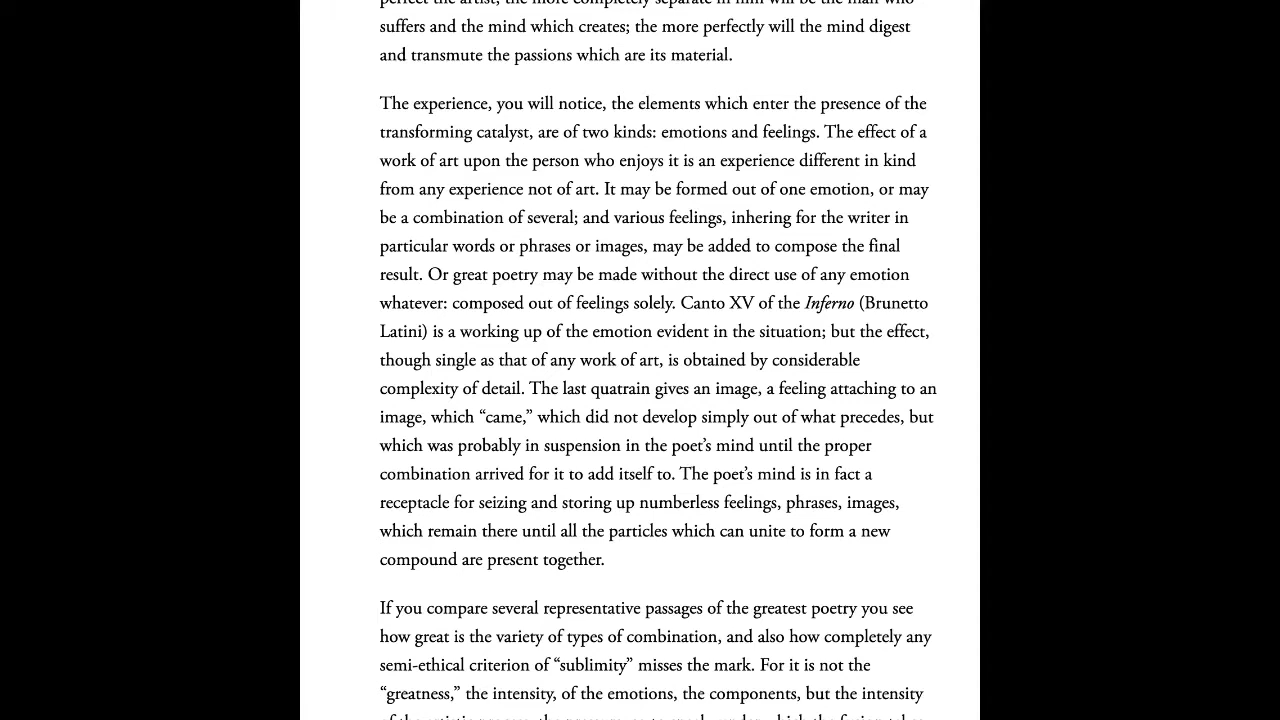 perfect the artist, the more completely separate in him will be the man who
suffers and the mind which creates; the more perfectly will the mind digest
and transmute the passions which are its material.
The experience, you will notice, the elements which enter the presence of the
transforming catalyst, are of two kinds: emotions and feelings. The effect of a
work of art upon the person who enjoys it is an experience different in kind
from any experience not of art. It may be formed out of one emotion, or may
be a combination of several; and various feelings, inhering for the writer in
particular words or phrases or images, may be added to compose the final
result. Or great poetry may be made without the direct use of any emotion
whatever: composed out of feelings solely. Canto XV of the Inferno (Brunetto
Latini) is a working up of the emotion evident in the situation; but the effect,
though single as that of any work of art, is obtained by considerable
complexity of detail. The last quatrain gives an image, a feeling attaching to an
image, which “came,” which did not develop simply out of what precedes, but
which was probably in suspension in the poet’s mind until the proper
combination arrived for it to add itself to. The poet’s mind is in fact a
receptacle for seizing and storing up numberless feelings, phrases, images,
which remain there until all the particles which can unite to form a new
compound are present together.
If you compare several representative passages of the greatest poetry you see
how great is the variety of types of combination, and also how completely any
semi-ethical criterion of “sublimity” misses the mark. For it is not the
“greatness,” the intensity, of the emotions, the components, but the intensity